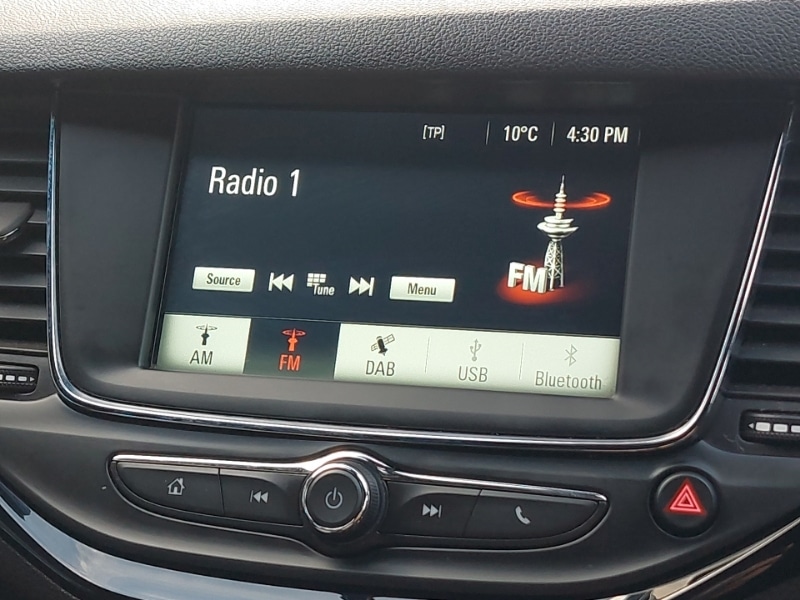 [TP] 10°C 4:30 PM
Radio 1
FM
Source Tune Menu
AM FM DAB USB Bluetooth